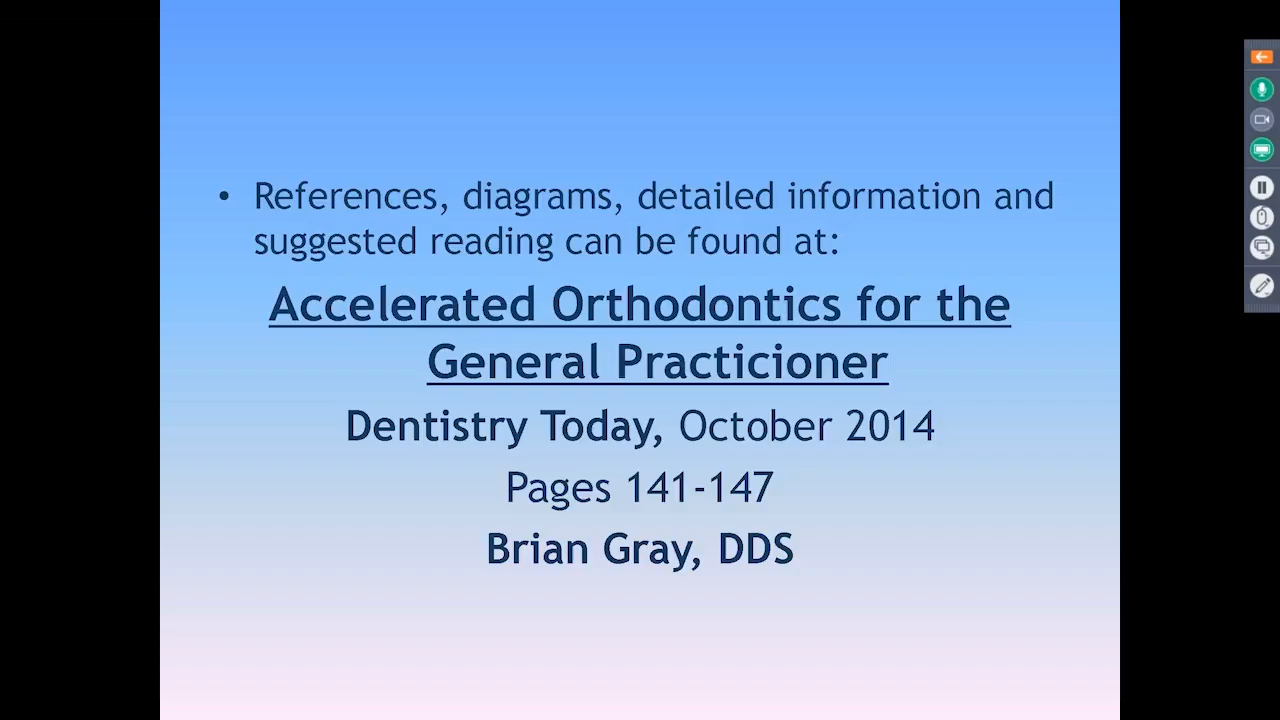 • References, diagrams, detailed information and
suggested reading can be found at:
Accelerated Orthodontics for the
General Practicioner
Dentistry Today, October 2014
Pages 141-147
Brian Gray, DDS